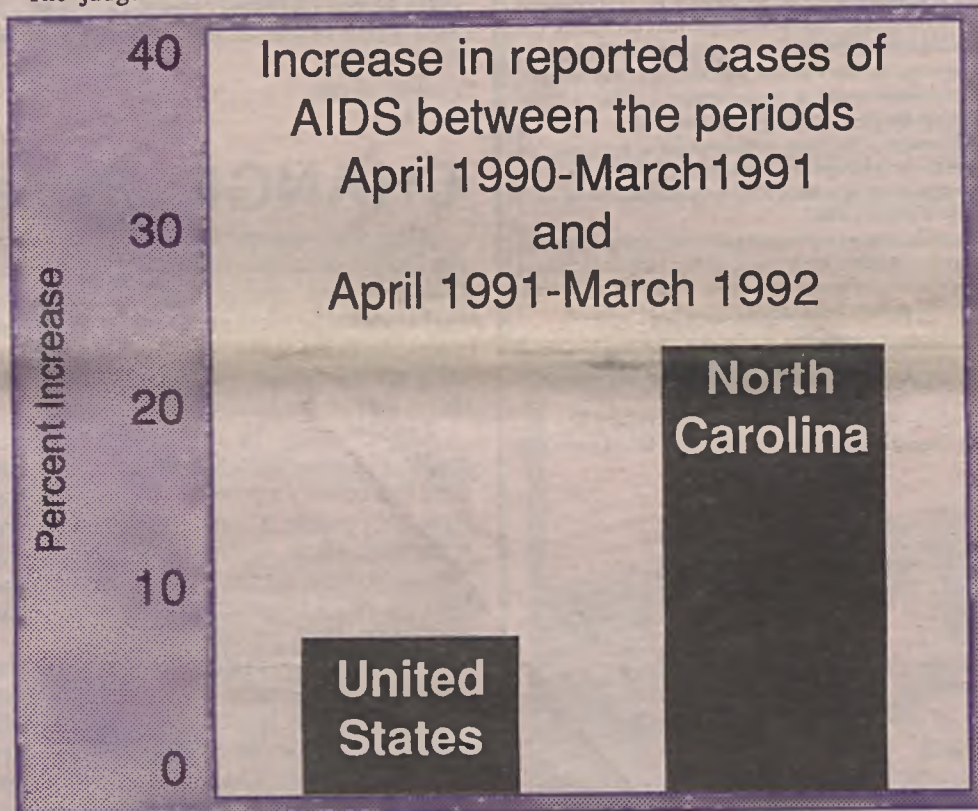 40
Increase in reported cases of
AIDS between the periods
April 1990-March1991
30
and
April 1991-March 1992
Percent Increase
20
North
Carolina
10
United
States
0